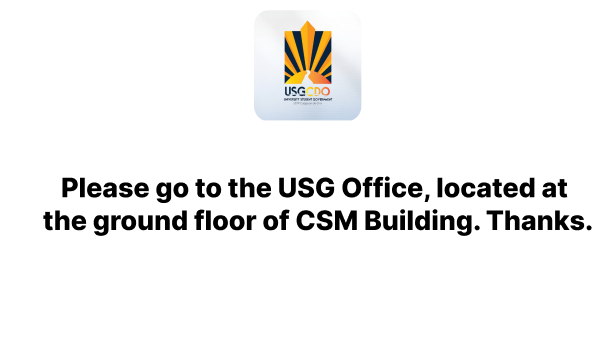 USGCDO
UNIVERSITY STUDENT GOVERNMENT
Please go to the USG Office, located at
the ground floor of CSM Building. Thanks.